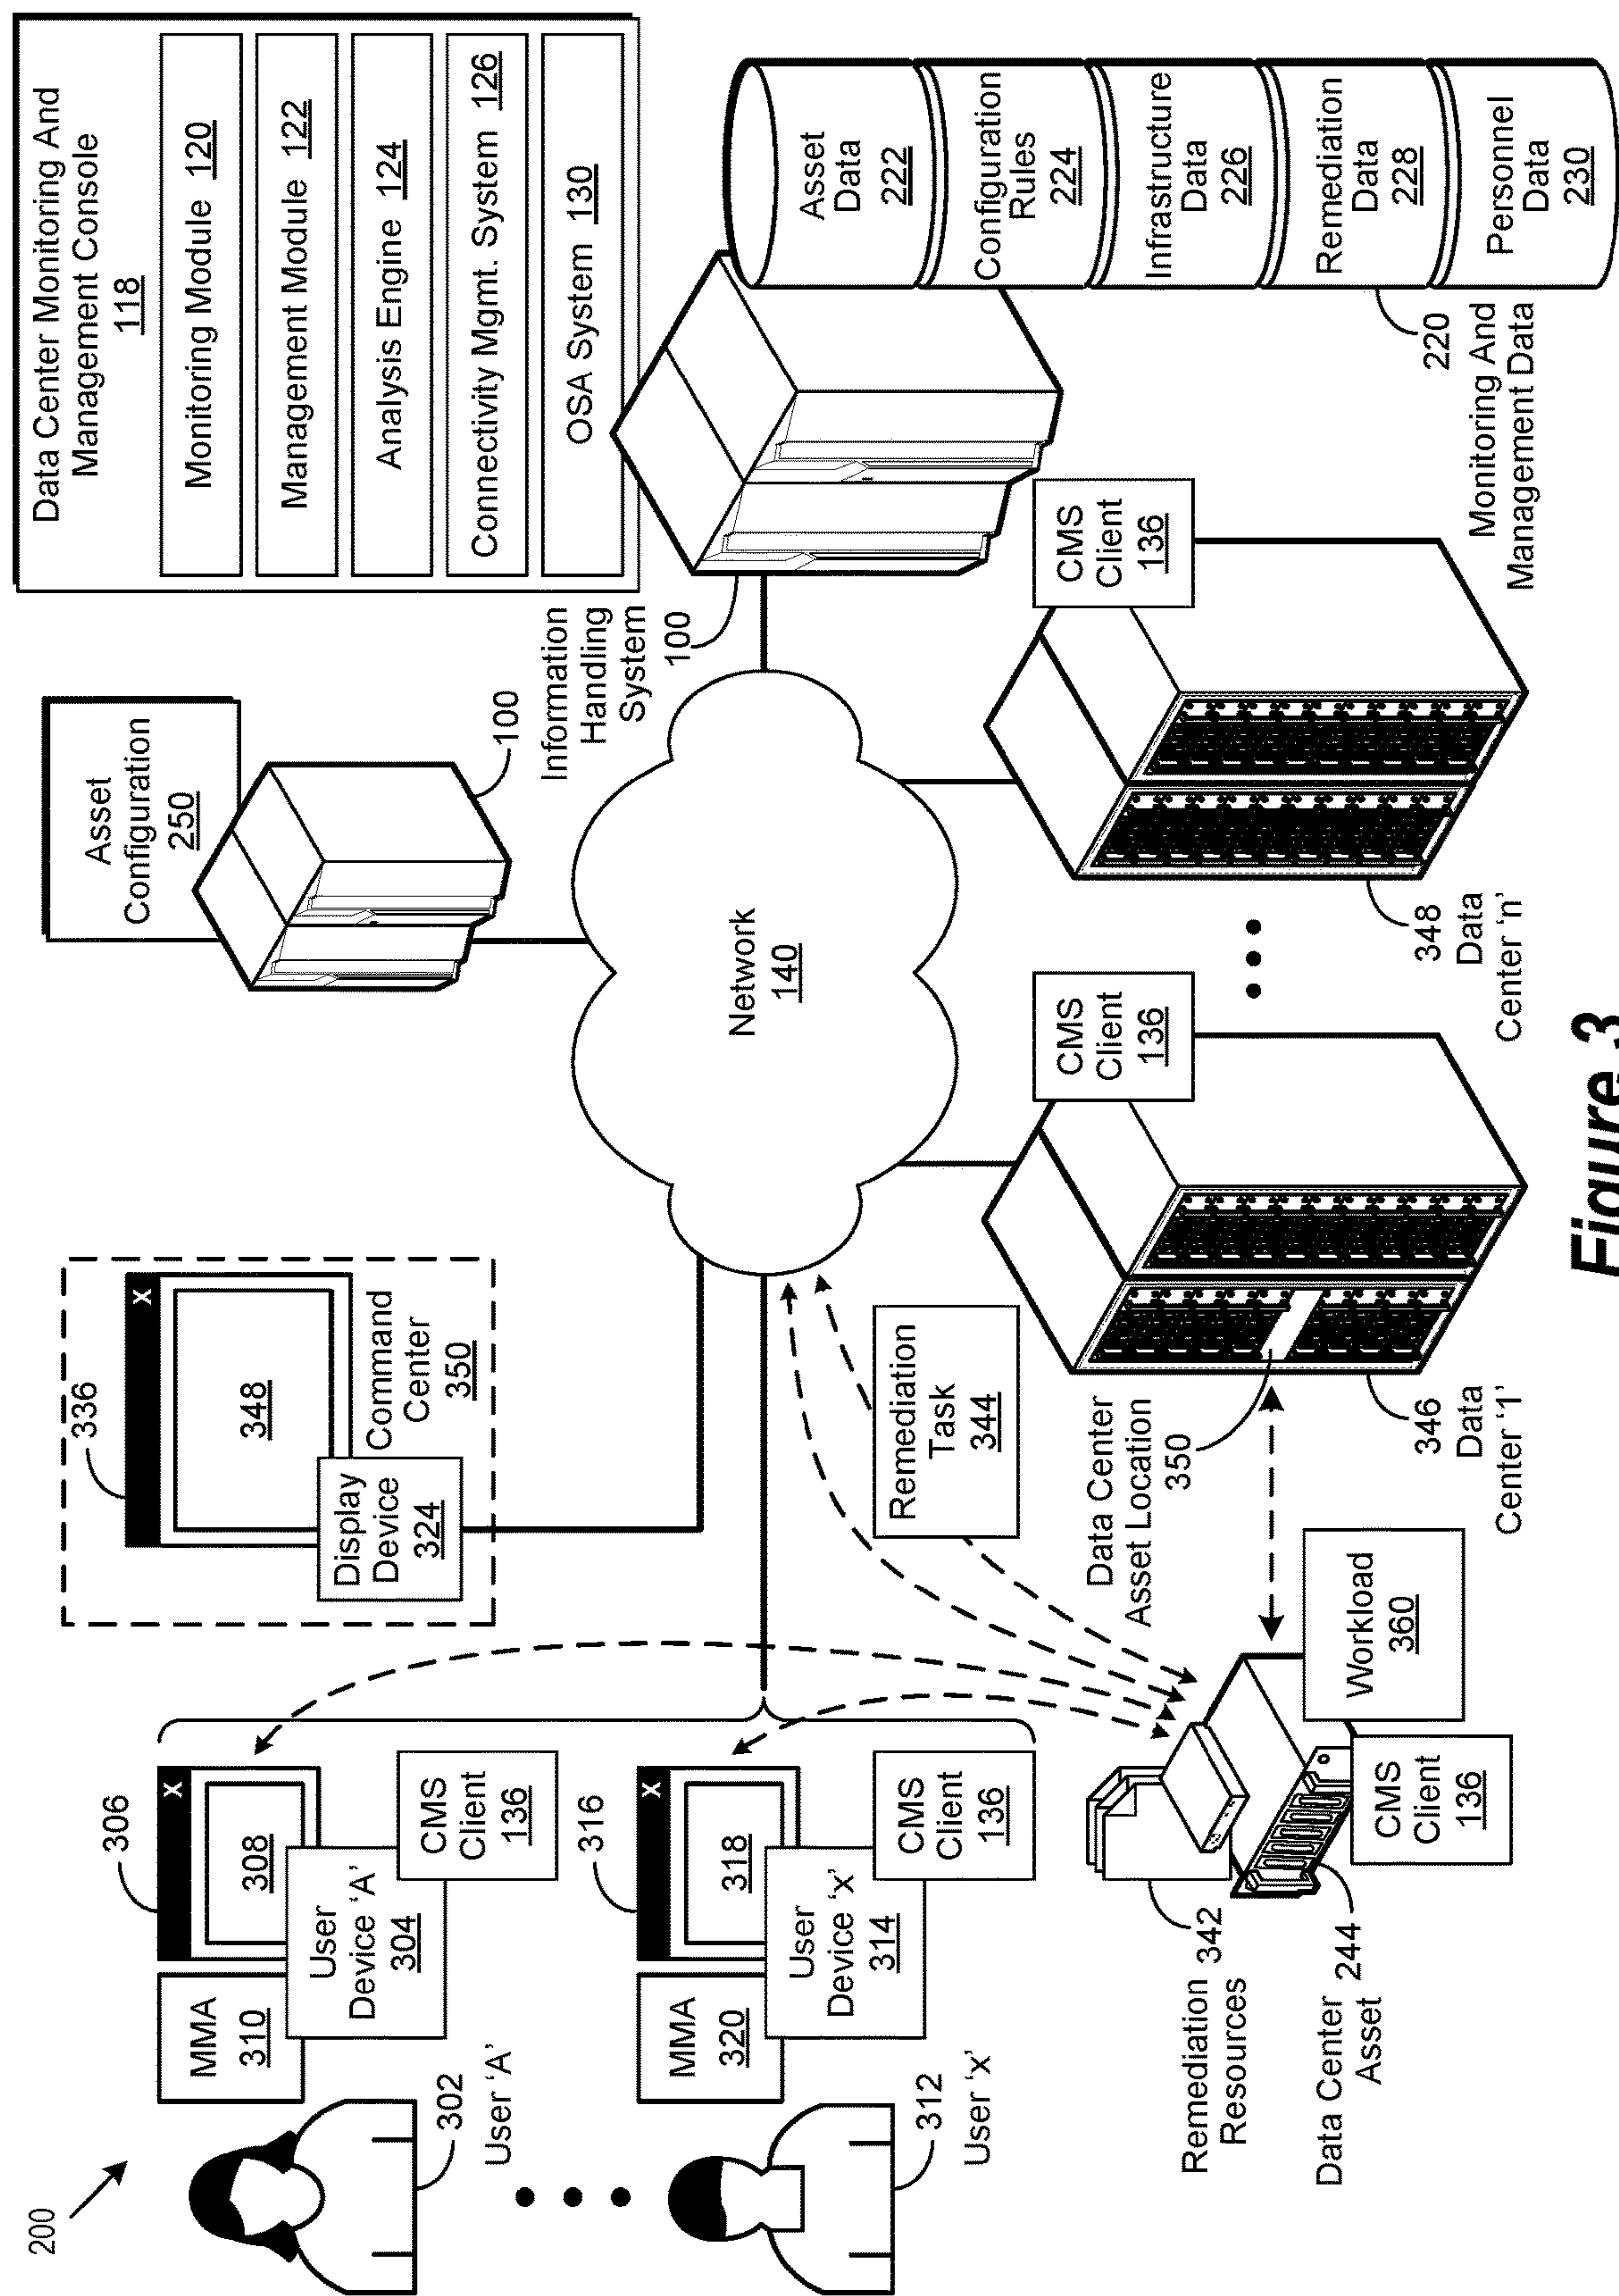 200
302
User ‘A’
312
User ‘x’
MMA
310
306
X
308
User
Device ‘A’
304
CMS
Client
136
MMA
320
316
X
318
User
Device ‘x’
314
CMS
Client
136
336
X
348
Display
Device
324
Command
Center
350
Asset
Configuration
250
100
Data Center Monitoring And
Management Console
118
Monitoring Module 120
Management Module 122
Analysis Engine 124
Connectivity Mgmt. System 126
OSA System 130
Information
Handling
System
100
Network
140
Remediation
Task
344
Remediation
Resources
342
Data Center
Asset
244
CMS
Client
136
Workload
360
Data Center
Asset Location
350
346
Data
Center ‘1’
CMS
Client
136
348
Data
Center ‘n’
CMS
Client
136
Asset
Data
222
Configuration
Rules
224
Infrastructure
Data
226
Remediation
Data
228
Personnel
Data
230
220
Monitoring And
Management Data
Figure 3